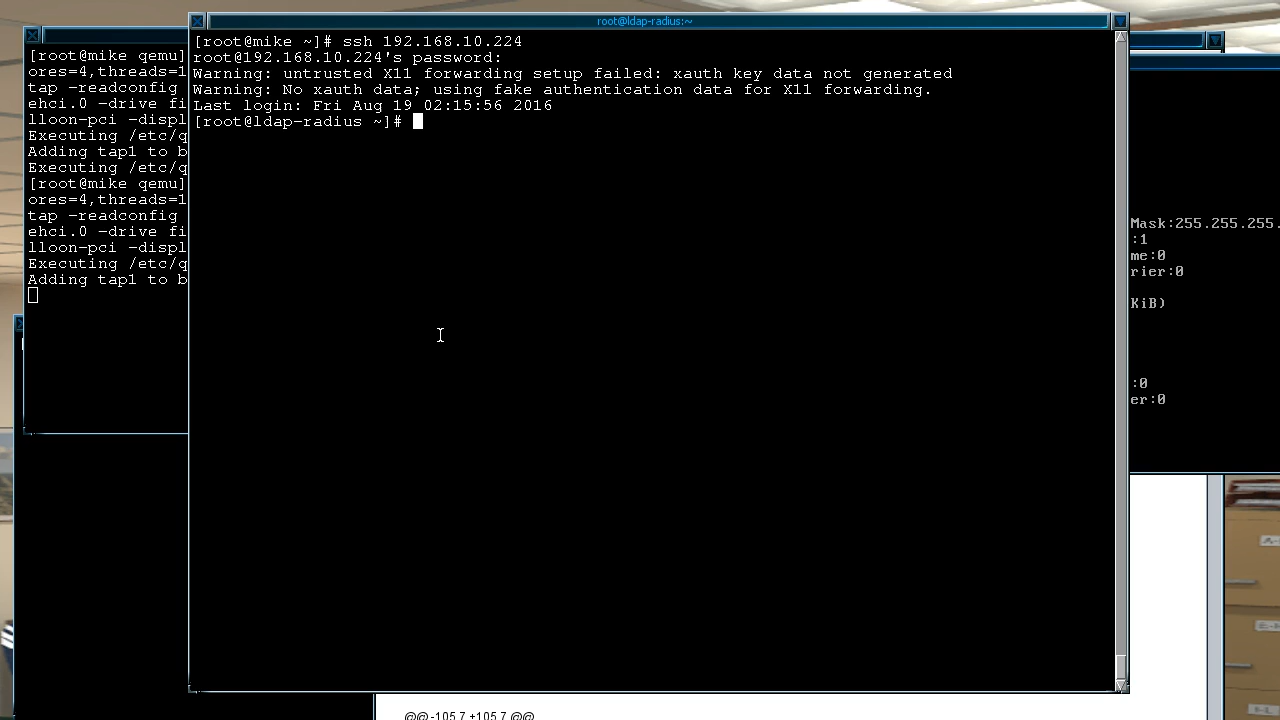 root@ldap-radius:~
[root@mike ~]# ssh 192.168.10.224
root@192.168.10.224's password:
Warning: untrusted X11 forwarding setup failed: xauth key data not generated
Warning: No xauth data; using fake authentication data for X11 forwarding.
Last login: Fri Aug 19 02:15:56 2016
[root@ldap-radius ~]#
[root@mike qemu]
ores=4,threads=1
tap -readconfig
ehci.0 -drive fi
lloon-pci -displ
Executing /etc/q
Adding tap1 to b
Executing /etc/q
[root@mike qemu]
ores=4,threads=1
tap -readconfig
ehci.0 -drive fi
lloon-pci -displ
Executing /etc/q
Adding tap1 to b
Mask:255.255.255.
:1
me:0
rier:0
KiB)
:0
er:0
@@ -105,7 +105,7 @@